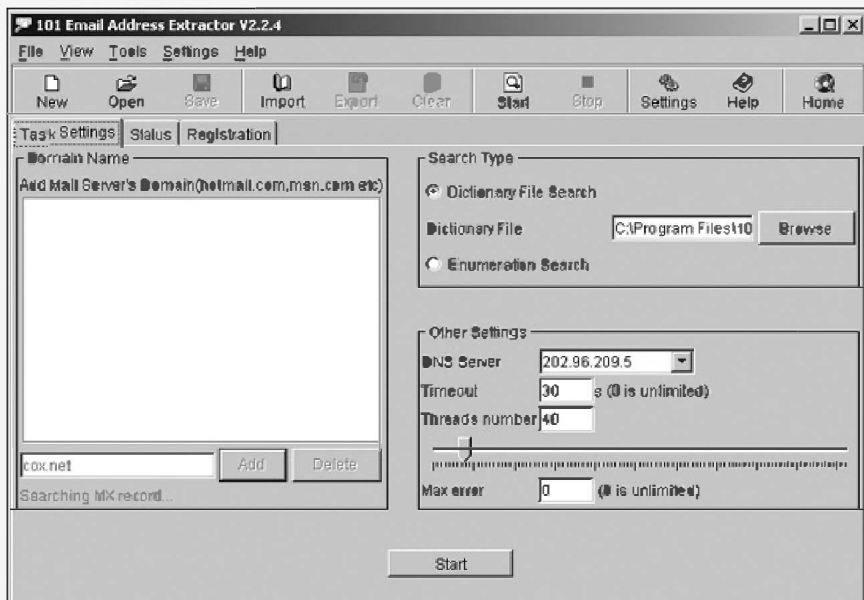 101 Email Address Extractor V2.2.4
File View Tools Settings Help
New Open Save Import Export Clear Start Stop Settings Help Home
Task Settings Status Registration
Domain Name
Add Mail Server's Domain(hotmail.com,msn.com etc)
cox.net Add Delete
Searching MX record...
Search Type
Dictionary File Search
Dictionary File C:\Program Files\10 Browse
Enumeration Search
Other Settings
DNS Server 202.96.209.5
Timeout 30 s (0 is unlimited)
Threads number 40
Max error 0 (0 is unlimited)
Start